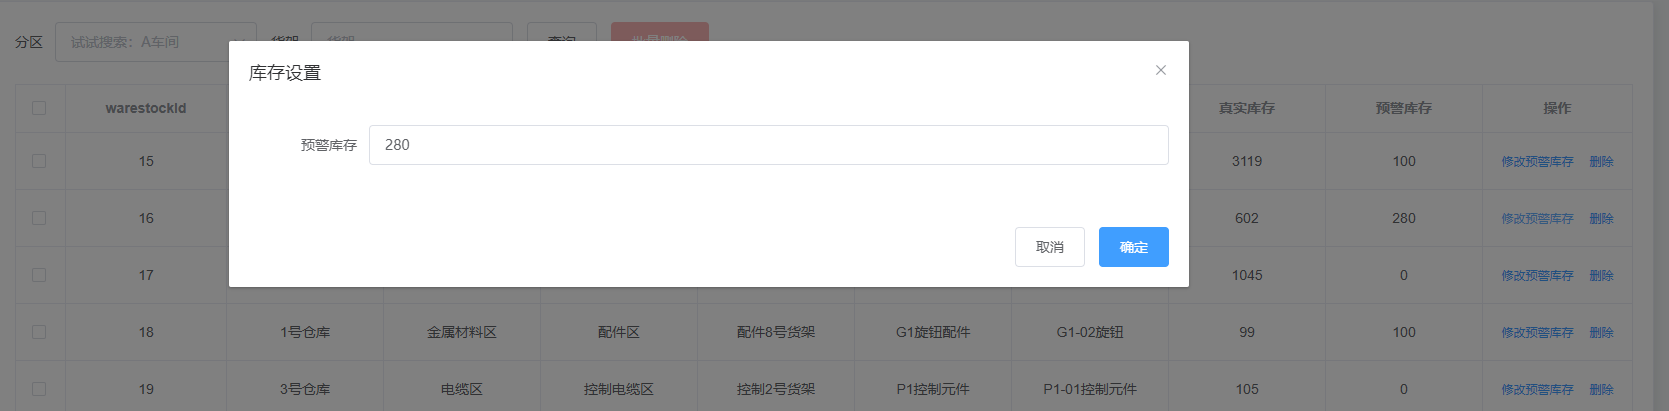 分区 试试搜索：A车间 货架 货架 查询 批量删除
库存设置
预警库存 280
取消 确定
warestockId 真实库存 预警库存 操作
15 3119 100 修改预警库存 删除
16 602 280 修改预警库存 删除
17 1045 0 修改预警库存 删除
18 1号仓库 金属材料区 配件区 配件8号货架 G1旋钮配件 G1-02旋钮 99 100 修改预警库存 删除
19 3号仓库 电缆区 控制电缆区 控制2号货架 P1控制元件 P1-01控制元件 105 0 修改预警库存 删除